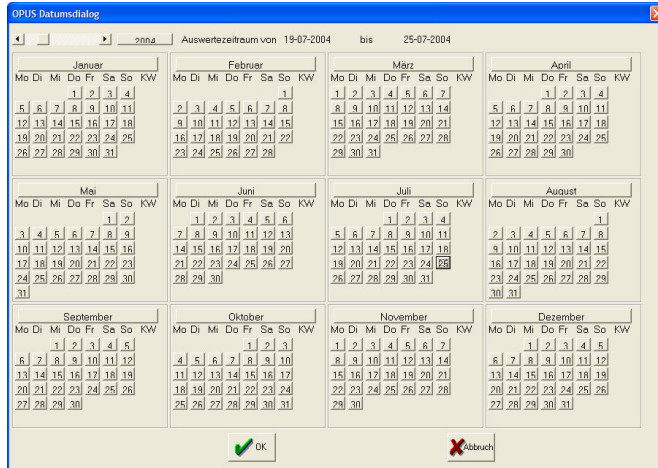 OPUS Datumsdialog
2004 Auswertezeitraum von 19-07-2004 bis 25-07-2004
Januar
Mo Di Mi Do Fr Sa So KW
1 2 3 4
5 6 7 8 9 10 11
12 13 14 15 16 17 18
19 20 21 22 23 24 25
26 27 28 29 30 31
Februar
Mo Di Mi Do Fr Sa So KW
1
2 3 4 5 6 7 8
9 10 11 12 13 14 15
16 17 18 19 20 21 22
23 24 25 26 27 28
März
Mo Di Mi Do Fr Sa So KW
1 2 3 4 5 6 7
8 9 10 11 12 13 14
15 16 17 18 19 20 21
22 23 24 25 26 27 28
29 30 31
April
Mo Di Mi Do Fr Sa So KW
1 2 3 4
5 6 7 8 9 10 11
12 13 14 15 16 17 18
19 20 21 22 23 24 25
26 27 28 29 30
Mai
Mo Di Mi Do Fr Sa So KW
1 2
3 4 5 6 7 8 9
10 11 12 13 14 15 16
17 18 19 20 21 22 23
24 25 26 27 28 29 30
31
Juni
Mo Di Mi Do Fr Sa So KW
1 2 3 4 5 6
7 8 9 10 11 12 13
14 15 16 17 18 19 20
21 22 23 24 25 26 27
28 29 30
Juli
Mo Di Mi Do Fr Sa So KW
1 2 3 4
5 6 7 8 9 10 11
12 13 14 15 16 17 18
19 20 21 22 23 24 25
26 27 28 29 30 31
August
Mo Di Mi Do Fr Sa So KW
1
2 3 4 5 6 7 8
9 10 11 12 13 14 15
16 17 18 19 20 21 22
23 24 25 26 27 28 29
30 31
September
Mo Di Mi Do Fr Sa So KW
1 2 3 4 5
6 7 8 9 10 11 12
13 14 15 16 17 18 19
20 21 22 23 24 25 26
27 28 29 30
Oktober
Mo Di Mi Do Fr Sa So KW
1 2 3
4 5 6 7 8 9 10
11 12 13 14 15 16 17
18 19 20 21 22 23 24
25 26 27 28 29 30 31
November
Mo Di Mi Do Fr Sa So KW
1 2 3 4 5 6 7
8 9 10 11 12 13 14
15 16 17 18 19 20 21
22 23 24 25 26 27 28
29 30
Dezember
Mo Di Mi Do Fr Sa So KW
1 2 3 4 5
6 7 8 9 10 11 12
13 14 15 16 17 18 19
20 21 22 23 24 25 26
27 28 29 30 31
OK Abbruch